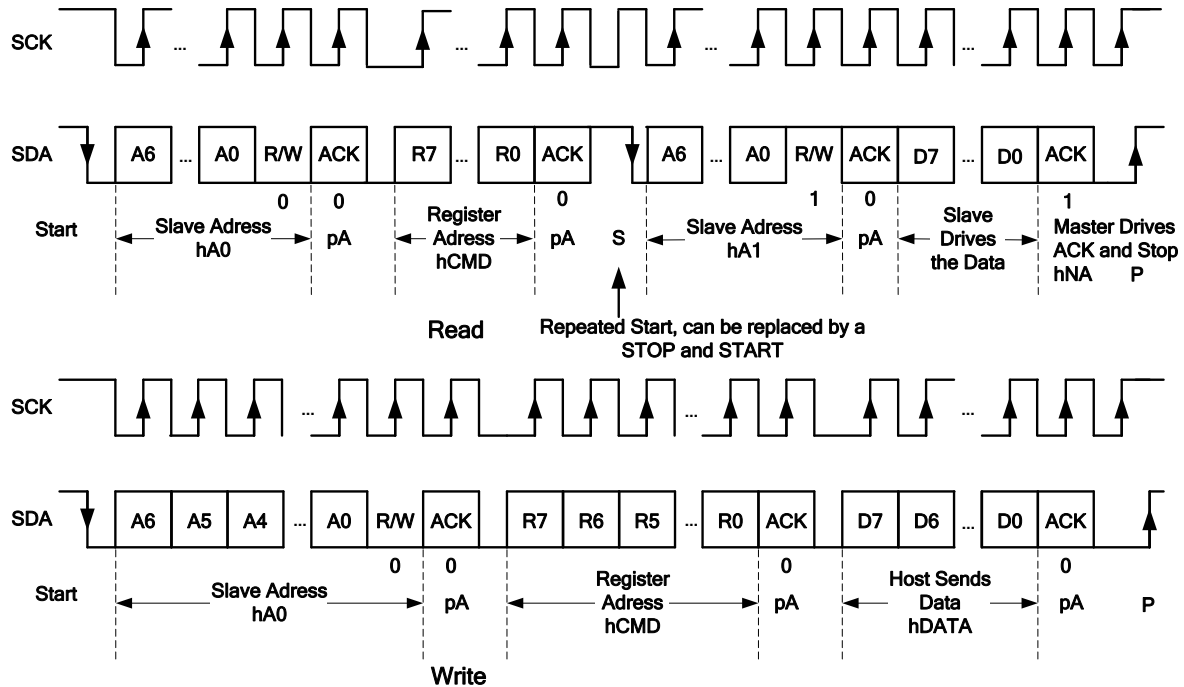 SCK ... ... ... ...
SDA A6 ... A0 R/W ACK R7 ... R0 ACK A6 ... A0 R/W ACK D7 ... D0 ACK
0 0 0 1 0 1
Start Slave Adress hA0 pA Register Adress hCMD pA S Slave Adress hA1 pA Slave Drives the Data Master Drives ACK and Stop hNA P
Read
Repeated Start, can be replaced by a
STOP and START
SCK ... ... ...
SDA A6 A5 A4 ... A0 R/W ACK R7 R6 R5 ... R0 ACK D7 D6 ... D0 ACK
0 0 0 0
Start Slave Adress hA0 pA Register Adress hCMD pA Host Sends Data hDATA pA P
Write